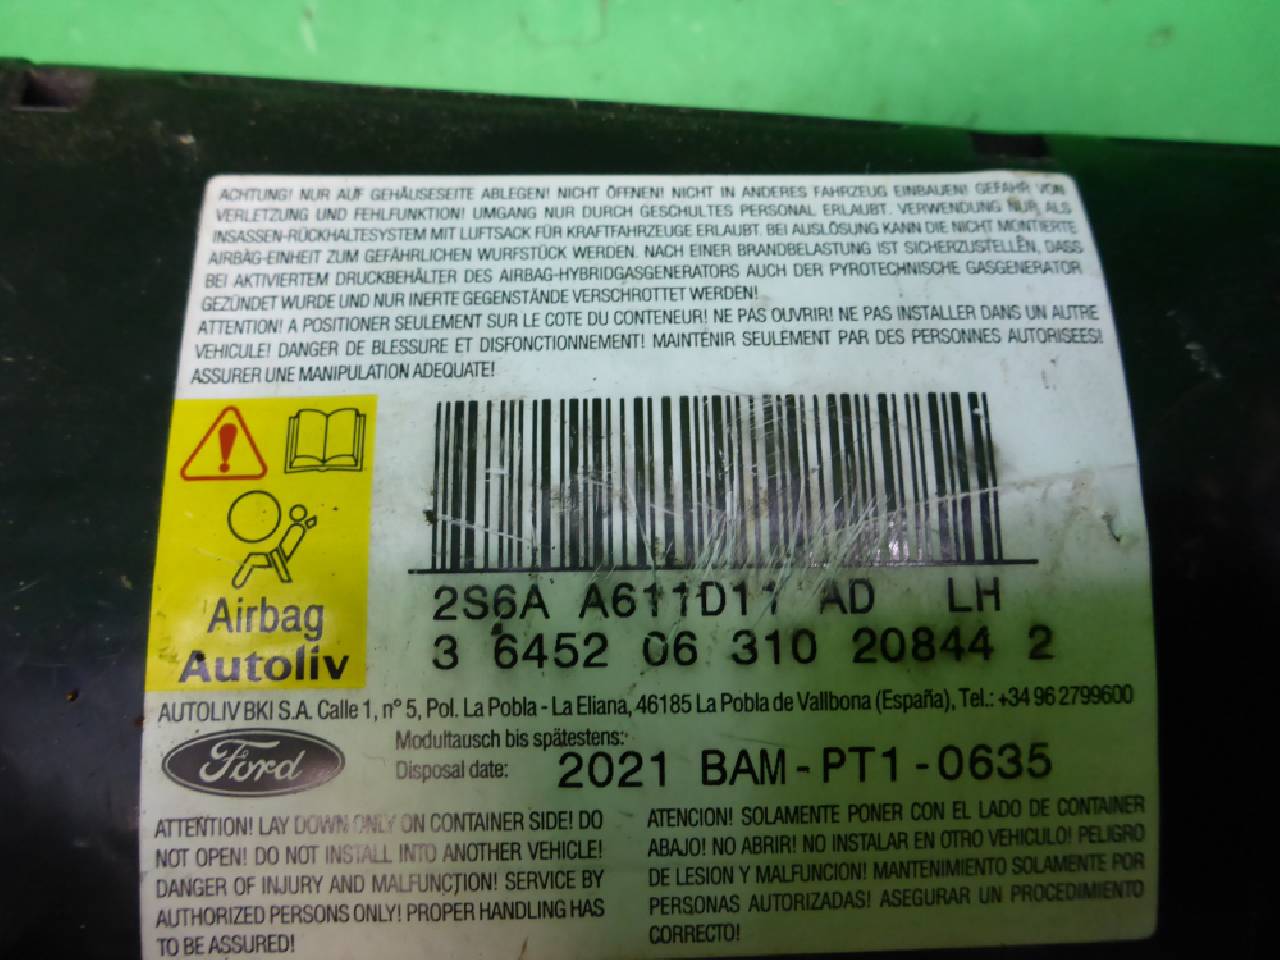 ACHTUNG! NUR AUF GEHÄUSESEITE ABLEGEN! NICHT ÖFFNEN! NICHT IN ANDERES FAHRZEUG EINBAUEN! GEFAHR VON
VERLETZUNG UND FEHLFUNKTION! UMGANG NUR DURCH GESCHULTES PERSONAL ERLAUBT. VERWENDUNG NUR ALS
INSASSEN-RÜCKHALTESYSTEM MIT LUFTSACK FÜR KRAFTFAHRZEUGE ERLAUBT. BEI AUSLÖSUNG KANN DIE NICHT MONTIERTE
AIRBAG-EINHEIT ZUM GEFÄHRLICHEN WURFSTÜCK WERDEN. NACH EINER BRANDBELASTUNG IST SICHERZUSTELLEN, DASS
BEI AKTIVIERTEM DRUCKBEHÄLTER DES AIRBAG-HYBRIDGASGENERATORS AUCH DER PYROTECHNISCHE GASGENERATOR
GEZÜNDET WURDE UND NUR INERTE GEGENSTÄNDE VERSCHROTTET WERDEN!
ATTENTION! A POSITIONER SEULEMENT SUR LE COTE DU CONTENEUR! NE PAS OUVRIR! NE PAS INSTALLER DANS UN AUTRE
VEHICULE! DANGER DE BLESSURE ET DISFONCTIONNEMENT! MAINTENIR SEULEMENT PAR DES PERSONNES AUTORISEES!
ASSURER UNE MANIPULATION ADEQUATE!
Airbag
Autoliv
2S6A A611D11 AD LH
3 6452 06 310 20844 2
AUTOLIV BKI S.A. Calle 1, nº 5, Pol. La Pobla - La Eliana, 46185 La Pobla de Vallbona (España), Tel.: +34 96 2799600
Ford
Modultausch bis spätestens:
Disposal date: 2021 BAM-PT1-0635
ATTENTION! LAY DOWN ONLY ON CONTAINER SIDE! DO
NOT OPEN! DO NOT INSTALL INTO ANOTHER VEHICLE!
DANGER OF INJURY AND MALFUNCTION! SERVICE BY
AUTHORIZED PERSONS ONLY! PROPER HANDLING HAS
TO BE ASSURED!
ATENCION! SOLAMENTE PONER CON EL LADO DE CONTAINER
ABAJO! NO ABRIR! NO INSTALAR EN OTRO VEHICULO! PELIGRO
DE LESION Y MALFUNCION! MANTENIMIENTO SOLAMENTE POR
PERSONAS AUTORIZADAS! ASEGURAR UN PROCEDIMIENTO
CORRECTO!